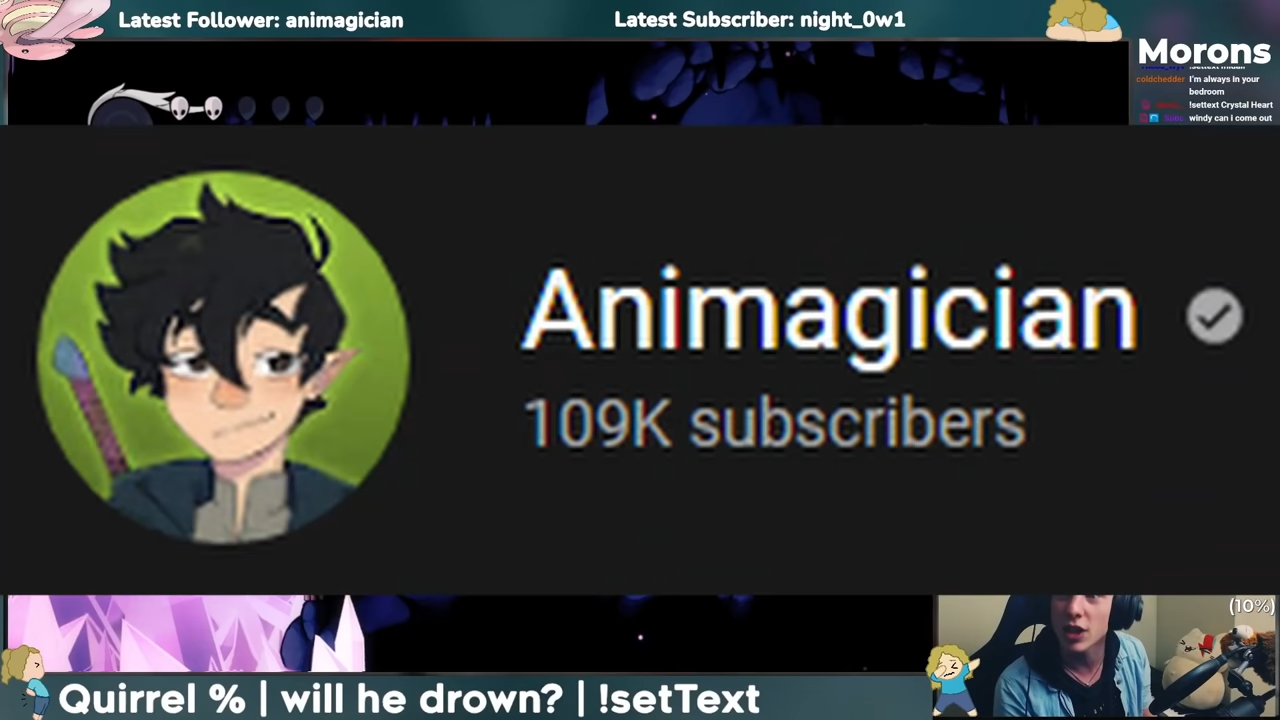 Latest Follower: animagician
Latest Subscriber: night_0w1
Morons
coldchedder I'm always in your
bedroom
!settext Crystal Heart
windy can i come out
Animagician
109K subscribers
(10%)
Quirrel % | will he drown? | !setText